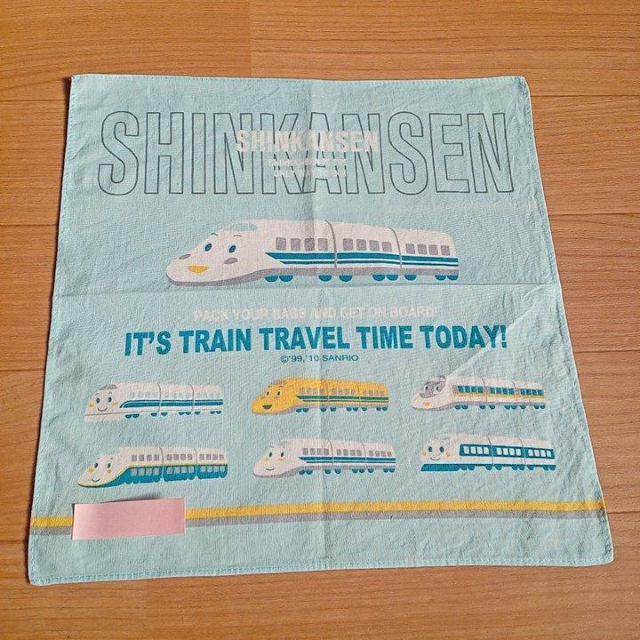 SHINKANSEN
SHINKANSEN
PACK YOUR BAGS AND GET ON BOARD!
IT'S TRAIN TRAVEL TIME TODAY!
©'99,'10 SANRIO